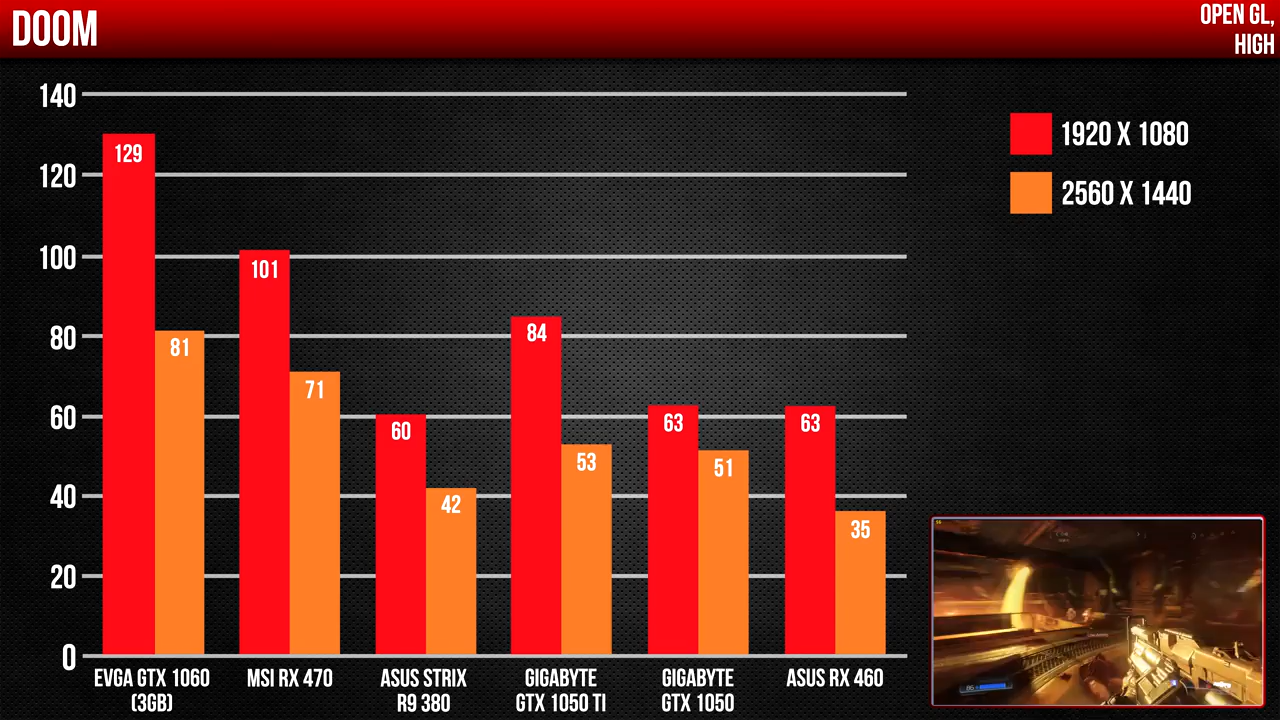 DOOM
OPEN GL,
HIGH
140
120
100
80
60
40
20
0
129
81
101
71
60
42
84
53
63
51
63
35
EVGA GTX 1060
(3GB)
MSI RX 470
ASUS STRIX
R9 380
GIGABYTE
GTX 1050 TI
GIGABYTE
GTX 1050
ASUS RX 460
1920 X 1080
2560 X 1440